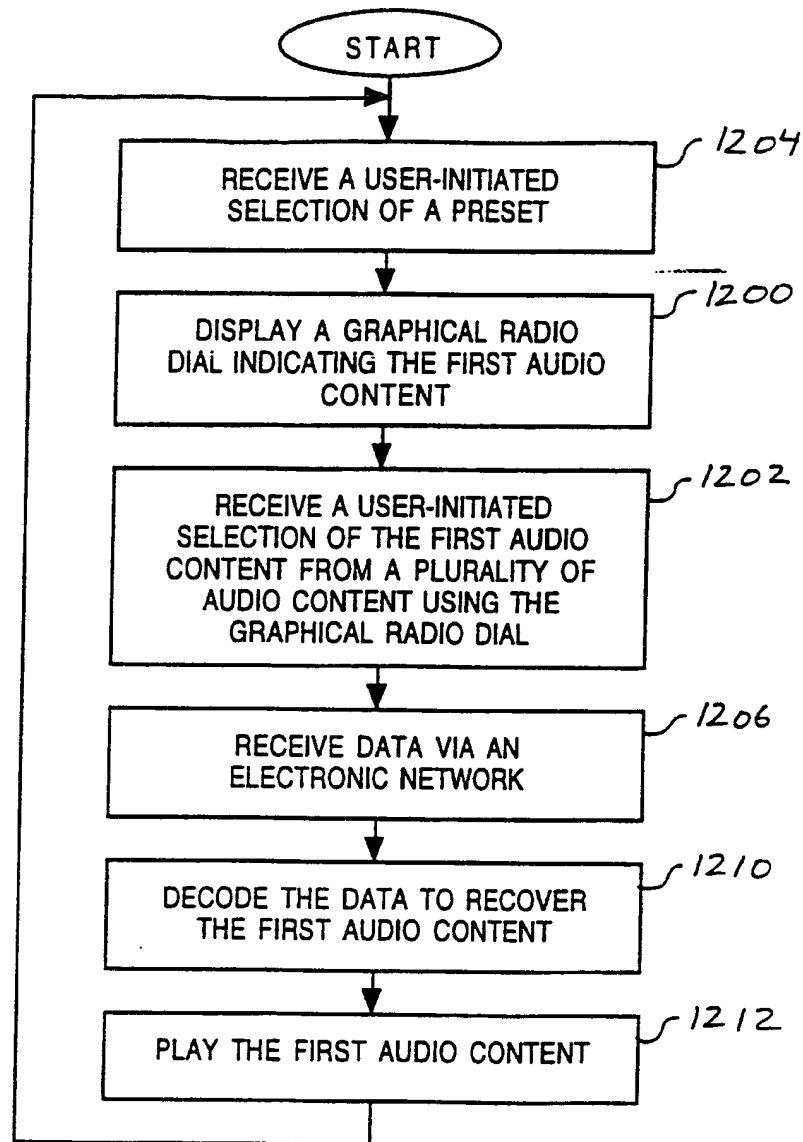 START
1204
RECEIVE A USER-INITIATED
SELECTION OF A PRESET
1200
DISPLAY A GRAPHICAL RADIO
DIAL INDICATING THE FIRST AUDIO
CONTENT
1202
RECEIVE A USER-INITIATED
SELECTION OF THE FIRST AUDIO
CONTENT FROM A PLURALITY OF
AUDIO CONTENT USING THE
GRAPHICAL RADIO DIAL
1206
RECEIVE DATA VIA AN
ELECTRONIC NETWORK
1210
DECODE THE DATA TO RECOVER
THE FIRST AUDIO CONTENT
1212
PLAY THE FIRST AUDIO CONTENT